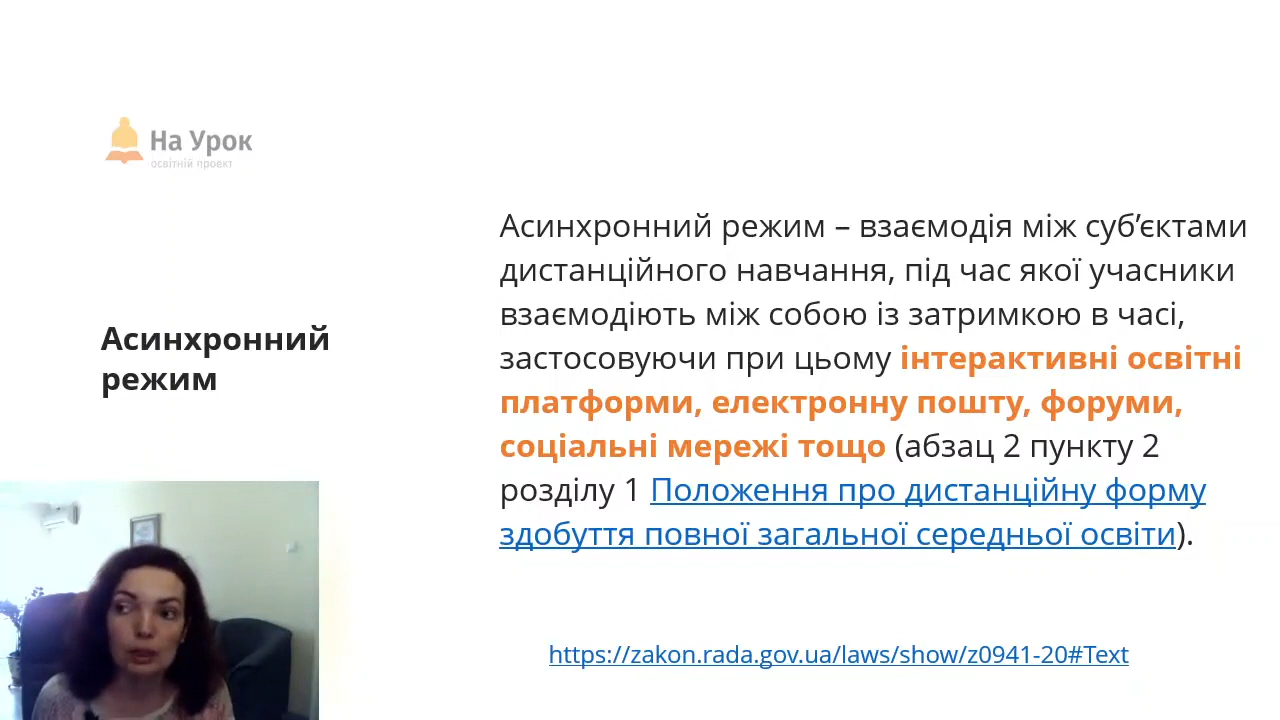 На Урок
освітній проект
Асинхронний
режим
Асинхронний режим – взаємодія між суб’єктами
дистанційного навчання, під час якої учасники
взаємодіють між собою із затримкою в часі,
застосовуючи при цьому інтерактивні освітні
платформи, електронну пошту, форуми,
соціальні мережі тощо (абзац 2 пункту 2
розділу 1 Положення про дистанційну форму
здобуття повної загальної середньої освіти).
https://zakon.rada.gov.ua/laws/show/z0941-20#Text